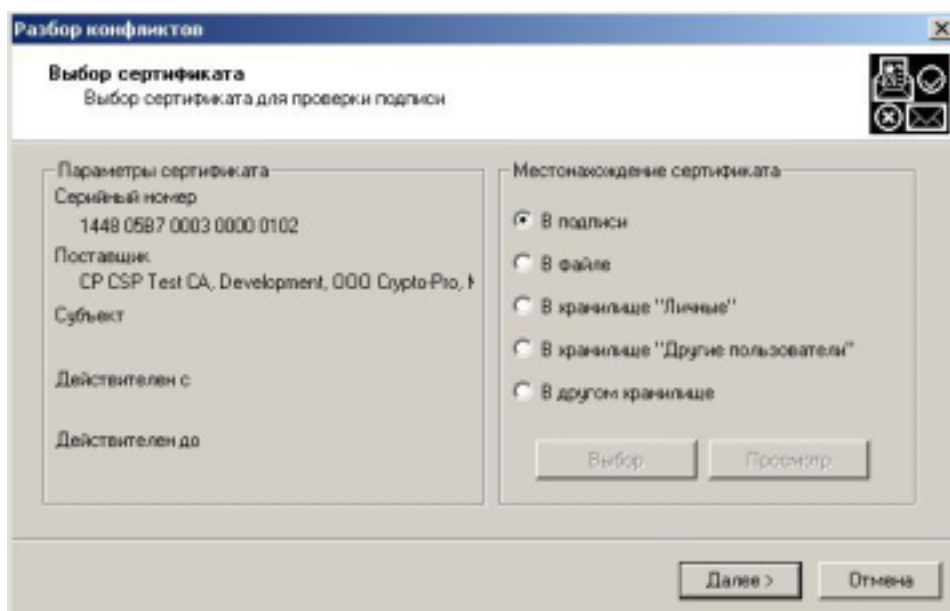 Разбор конфликтов
Выбор сертификата
Выбор сертификата для проверки подписи
Параметры сертификата
Серийный номер
1448 05B7 0003 0000 0102
Поставщик
CP CSP Test CA, Development, ООО Crypto-Pro,
Субъект
Действителен с
Действителен до
Местонахождение сертификата
В подписи
В файле
В хранилище "Личные"
В хранилище "Другие пользователи"
В другом хранилище
Выбор Просмотр
Далее > Отмена